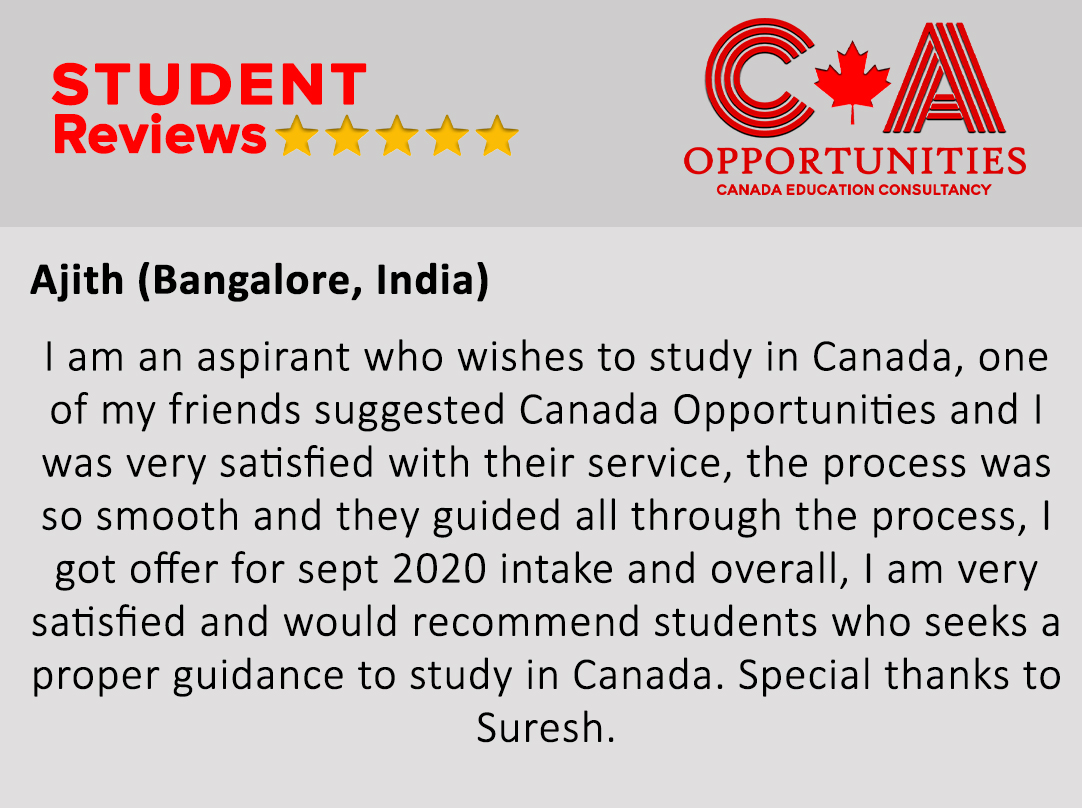 STUDENT
Reviews
CA
OPPORTUNITIES
CANADA EDUCATION CONSULTANCY
Ajith (Bangalore, India)
I am an aspirant who wishes to study in Canada, one
of my friends suggested Canada Opportunities and I
was very satisfied with their service, the process was
so smooth and they guided all through the process, I
got offer for sept 2020 intake and overall, I am very
satisfied and would recommend students who seeks a
proper guidance to study in Canada. Special thanks to
Suresh.